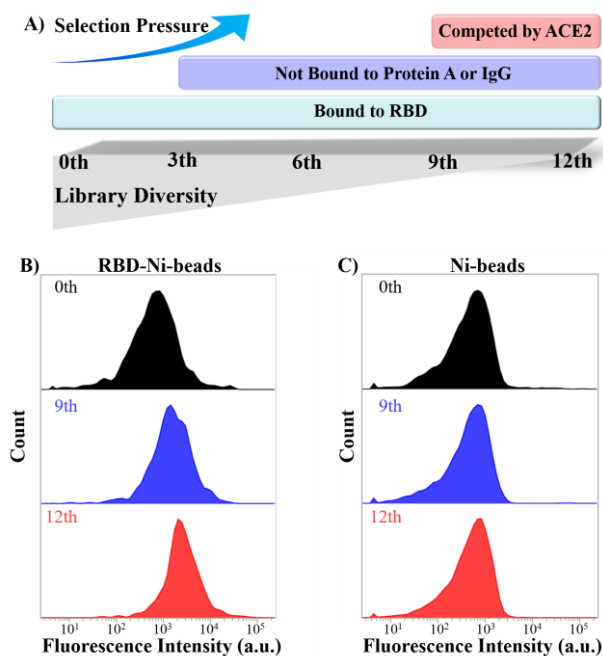 A)
Selection Pressure
Competed by ACE2
Not Bound to Protein A or IgG
Bound to RBD
0th 3th 6th 9th 12th
Library Diversity
B) RBD-Ni-beads
0th
9th
12th
Count
10¹ 10² 10³ 10⁴ 10⁵
Fluorescence Intensity (a.u.)
C) Ni-beads
0th
9th
12th
Count
10¹ 10² 10³ 10⁴ 10⁵
Fluorescence Intensity (a.u.)